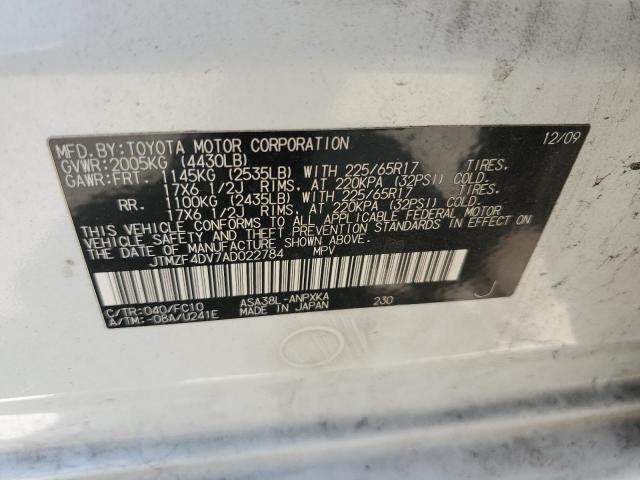 MFD.BY:TOYOTA MOTOR CORPORATION 12/09
GVWR:2005KG (4430LB)
GAWR:FRT. 1145KG (2535LB) WITH 225/65R17 TIRES.
17X6 1/2J RIMS. AT 220KPA (32PSI) COLD.
RR. 1100KG (2435LB) WITH 225/65R17 TIRES.
17X6 1/2J RIMS. AT 220KPA (32PSI) COLD.
THIS VEHICLE CONFORMS TO ALL APPLICABLE FEDERAL MOTOR
VEHICLE SAFETY AND THEFT PREVENTION STANDARDS IN EFFECT ON
THE DATE OF MANUFACTURE SHOWN ABOVE.
JTMZF4DV7AD022784 MPV
C/TR:040/FC10 ASA38L-ANPXKA 230 J
A/TM:-08A/U241E MADE IN JAPAN